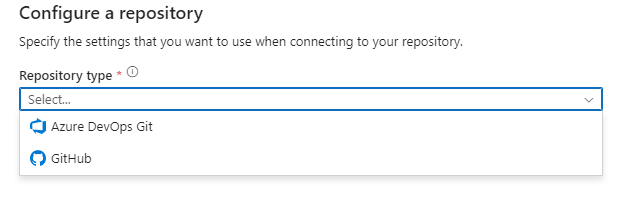 Configure a repository
Specify the settings that you want to use when connecting to your repository.
Repository type *
Select...
Azure DevOps Git
GitHub